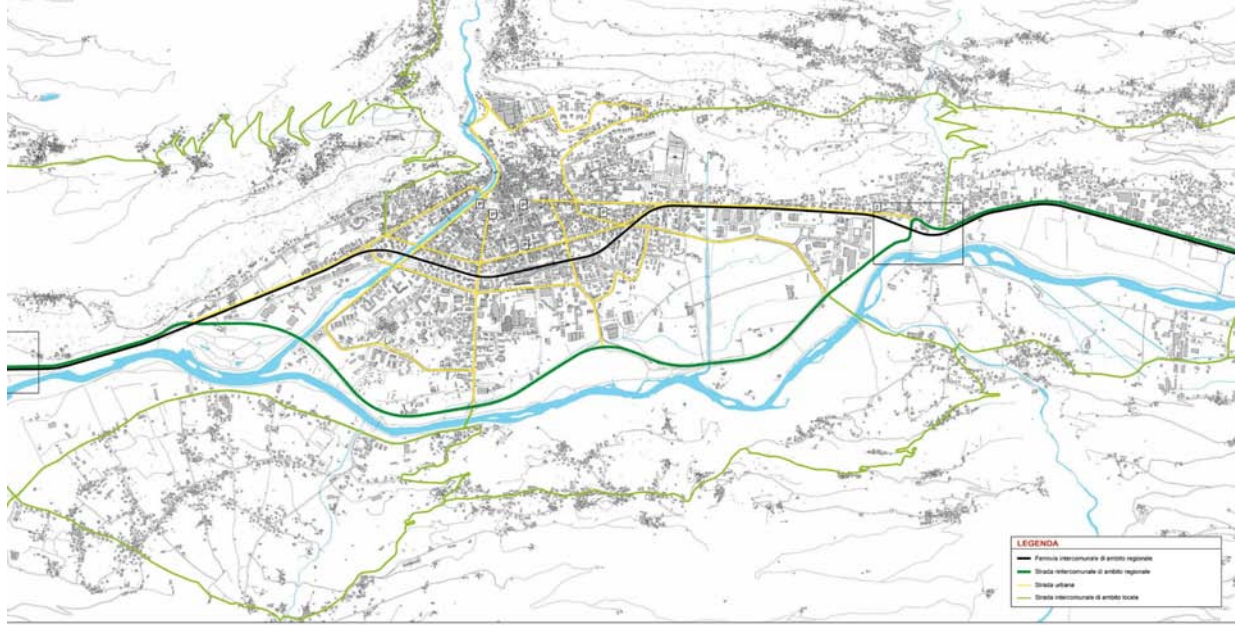 P
P
P
P
P
LEGENDA
Ferrovia intercomunale di ambito regionale
Strada intercomunale di ambito regionale
Strada urbana
Strada intercomunale di ambito locale